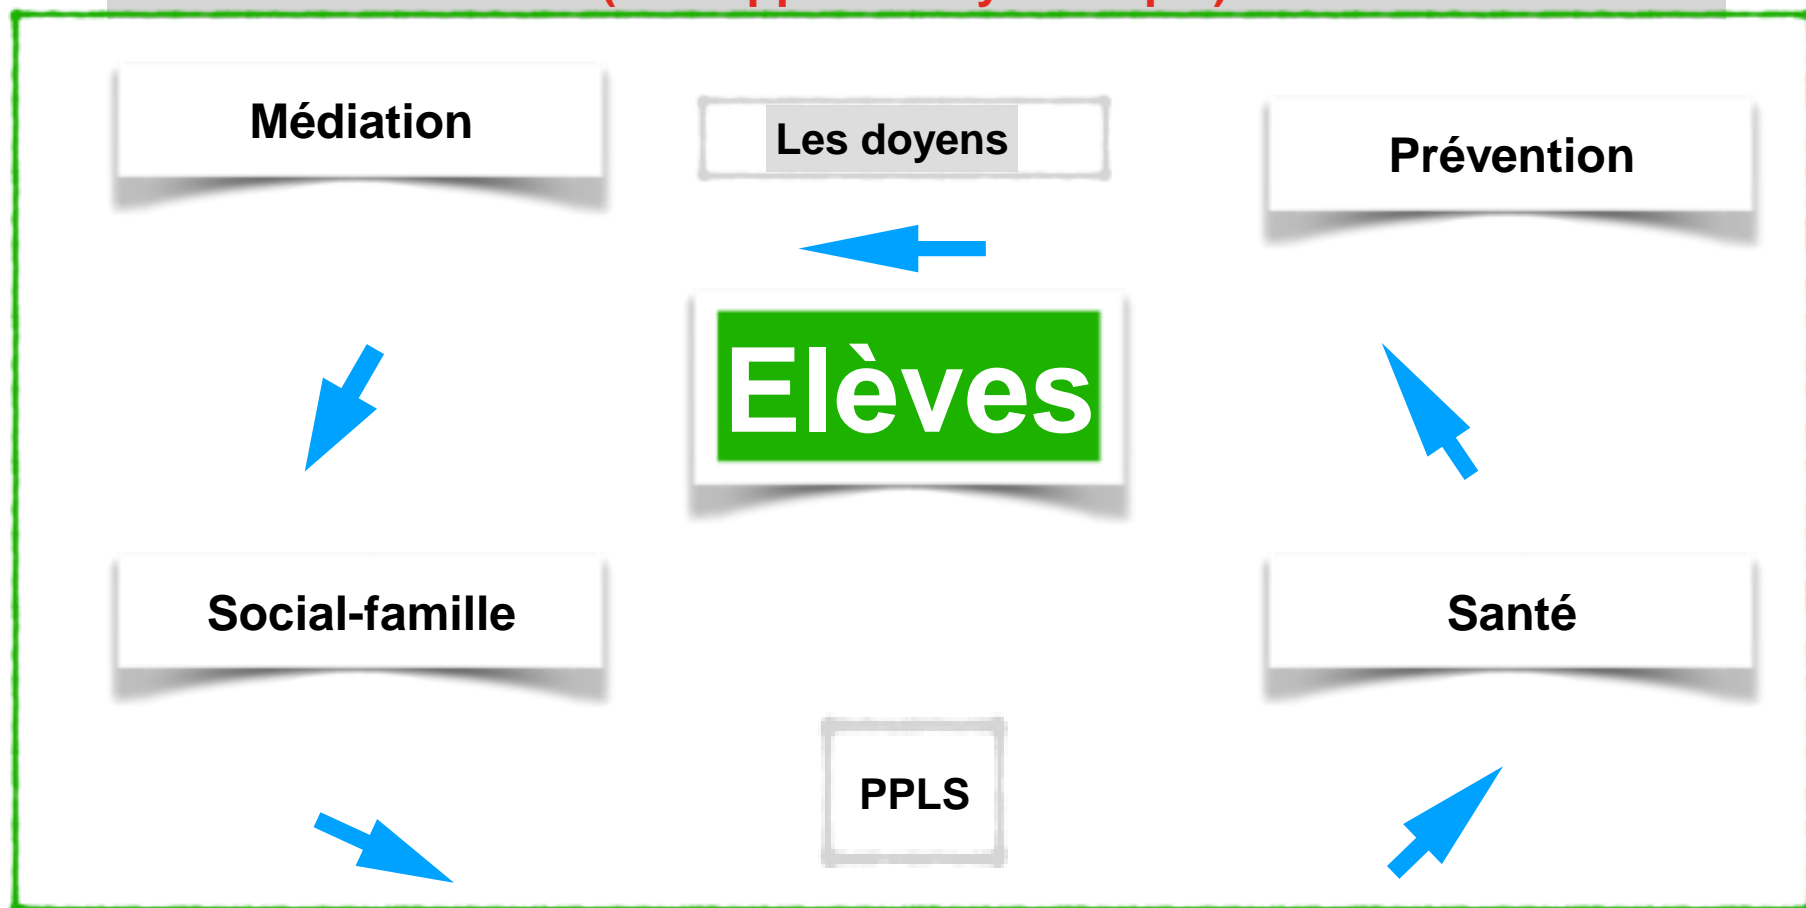 Médiation
Les doyens
Prévention
Elèves
Social-famille
Santé
PPLS